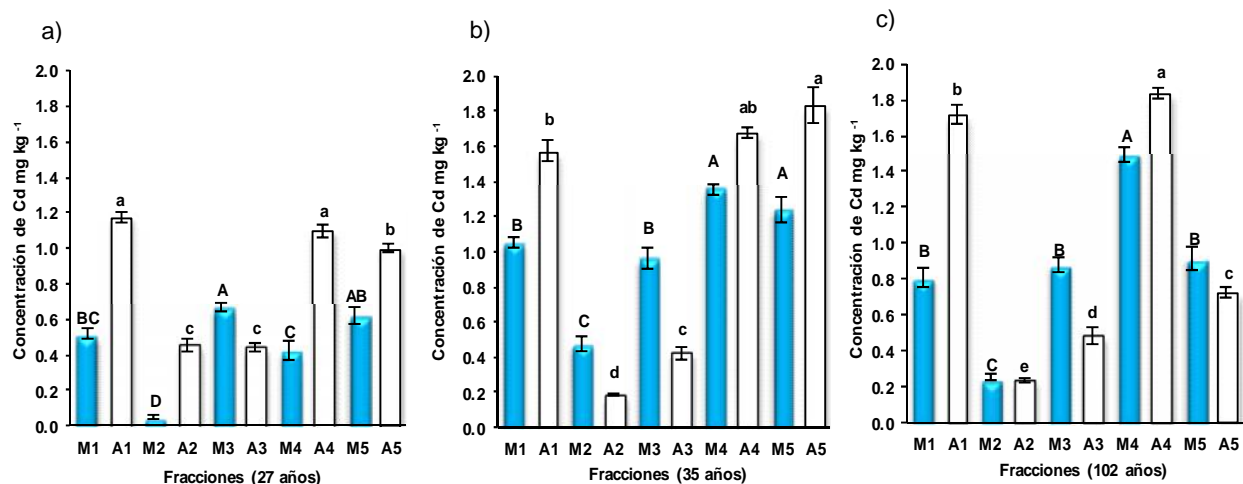 a)
Concentración de Cd mg kg⁻¹
2.0
1.8
1.6
1.4
1.2
1.0
0.8
0.6
0.4
0.2
0.0
BC
a
D
c
A
c
C
a
AB
b
M1 A1 M2 A2 M3 A3 M4 A4 M5 A5
Fracciones (27 años)
b)
Concentración de Cd mg kg⁻¹
2.0
1.8
1.6
1.4
1.2
1.0
0.8
0.6
0.4
0.2
0.0
B
b
C
d
B
c
A
ab
A
a
M1 A1 M2 A2 M3 A3 M4 A4 M5 A5
Fracciones (35 años)
c)
Concentración de Cd mg kg⁻¹
2.0
1.8
1.6
1.4
1.2
1.0
0.8
0.6
0.4
0.2
0.0
B
b
C
e
B
d
A
a
B
c
M1 A1 M2 A2 M3 A3 M4 A4 M5 A5
Fracciones (102 años)